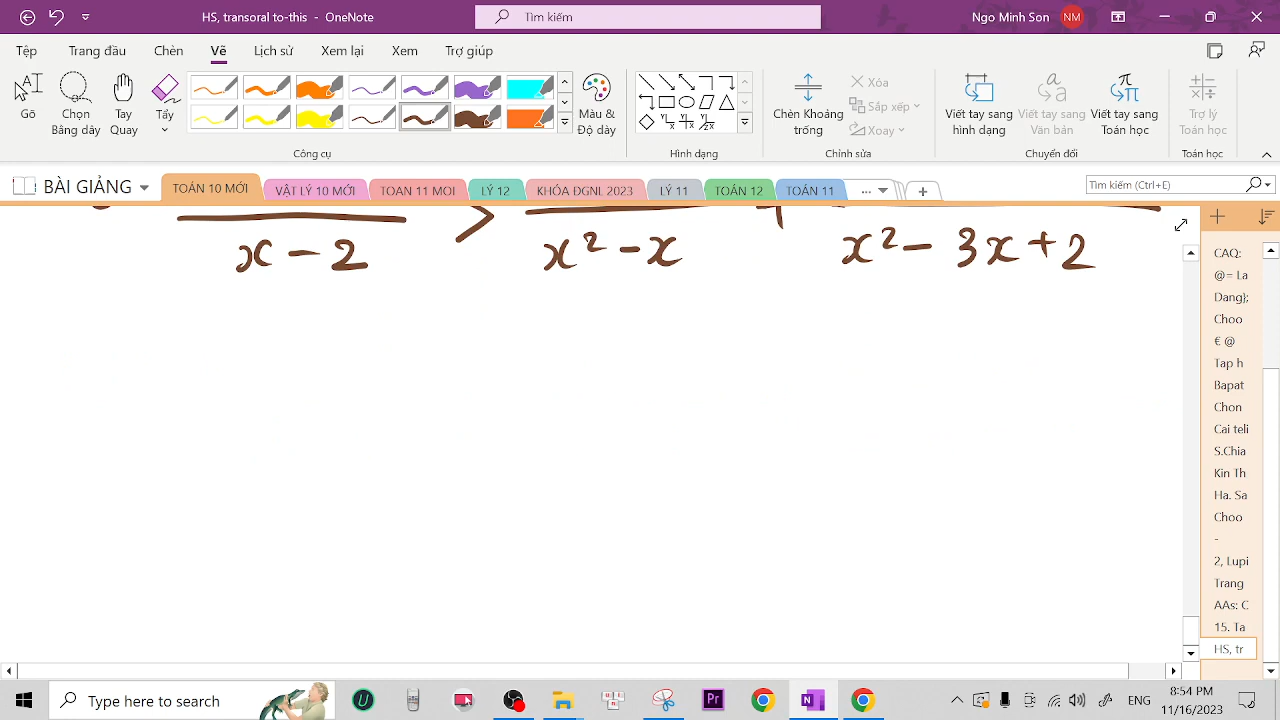 HS, transoral to-this - OneNote
Tìm kiếm
Ngo Minh Son NM
Tệp Trang đầu Chèn Vẽ Lịch sử Xem lại Xem Trợ giúp
Gõ
Chọn Bằng dây
Tay Quay
Tẩy
Màu & Độ dày
Chèn Khoảng trống
Xóa
Sắp xếp
Xoay
Viết tay sang hình dạng
Viết tay sang Văn bản
Viết tay sang Toán học
Trợ lý Toán học
Công cụ Hình dạng Chỉnh sửa Chuyển đổi Toán học
BÀI GIẢNG TOÁN 10 MỚI VẬT LÝ 10 MỚI TOAN 11 MOI LÝ 12 KHÓA ĐGNL 2023 LÝ 11 TOÁN 12 TOÁN 11 ... + Tìm kiếm (Ctrl+E)
x - 2 > x² - x + x² - 3x + 2
CAQ:
@= La
Dang};
Choo
€ @
Tap h
Bapat
Chon
Cai teli
S.Chia
Kin Th
Ha. Sa
Choo
-
2, Lupi
Trang
AAs: C
15. Ta
HS, tr
Type here to search
ENG
8:54 PM
11/16/2023